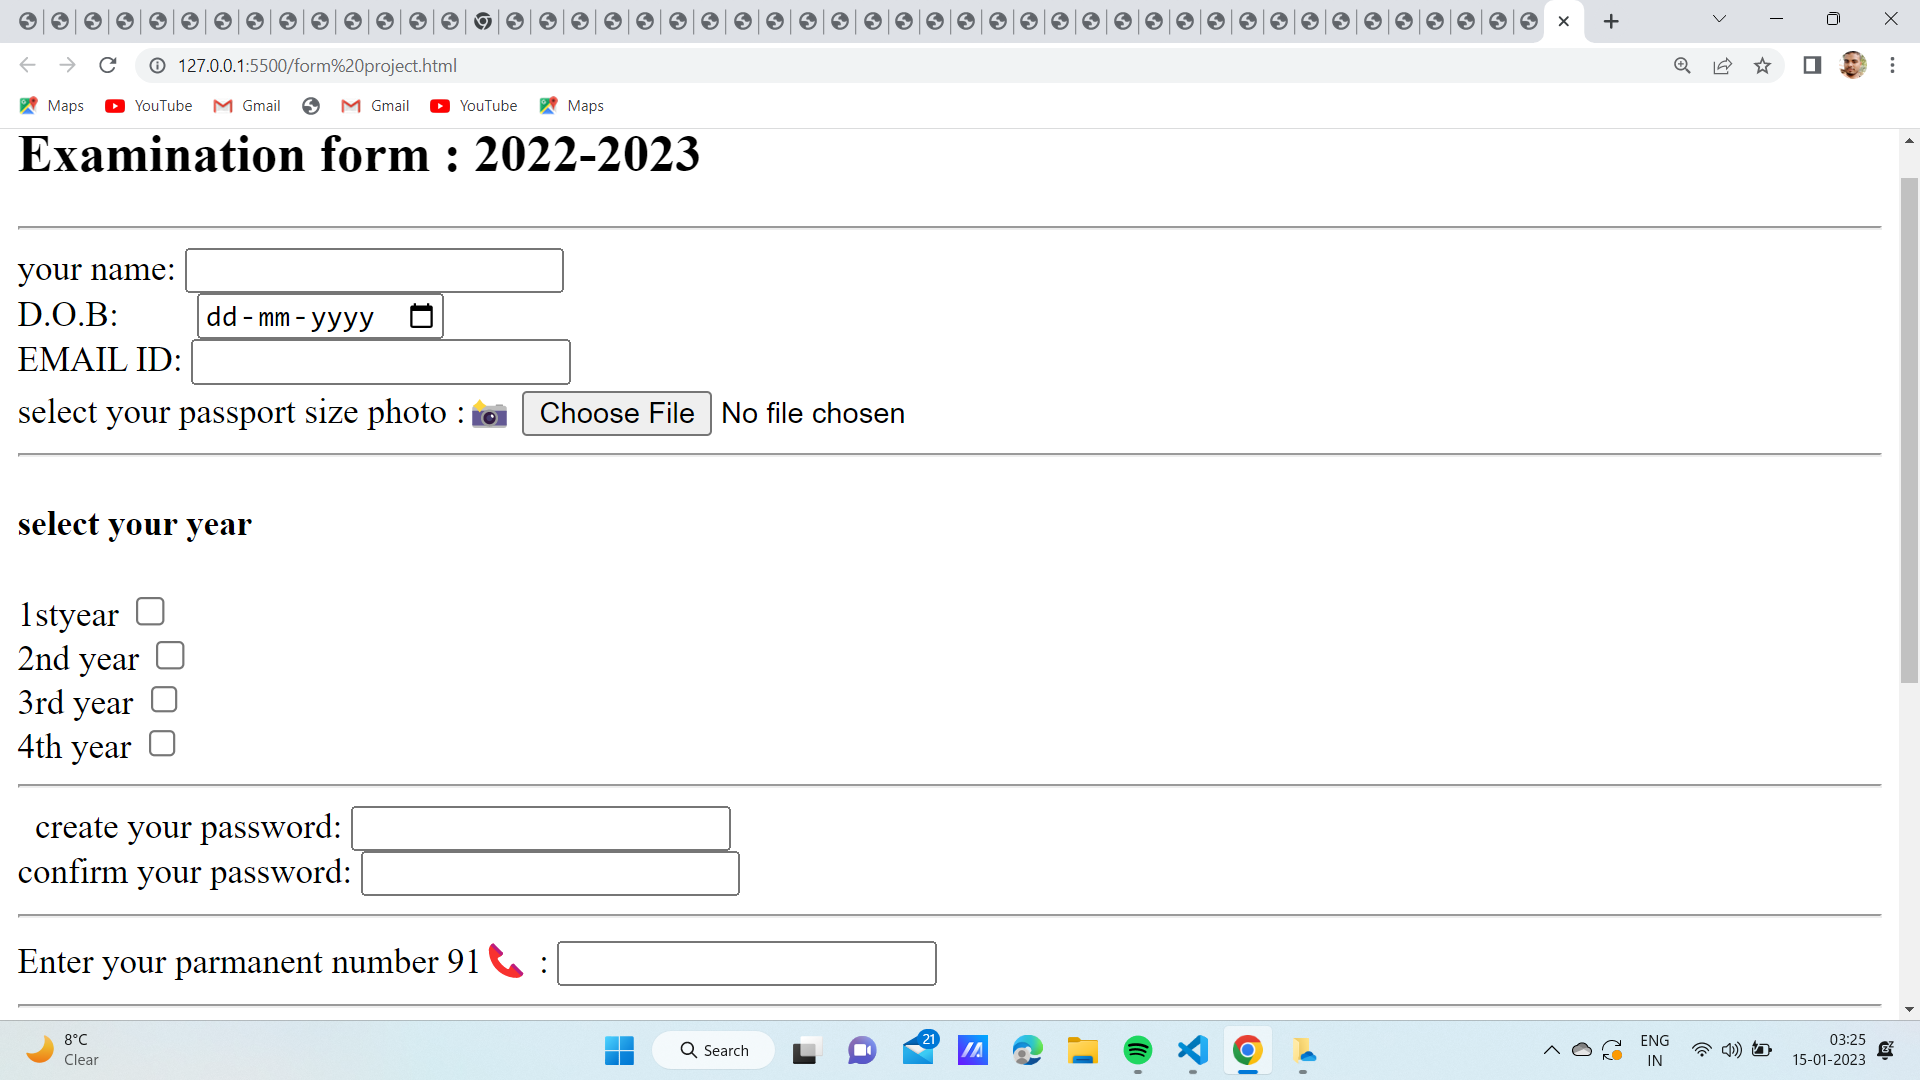 127.0.0.1:5500/form%20project.html
Maps YouTube Gmail Gmail YouTube Maps
Examination form : 2022-2023
your name:
D.O.B: dd-mm-yyyy
EMAIL ID:
select your passport size photo : Choose File No file chosen
select your year
1styear
2nd year
3rd year
4th year
create your password:
confirm your password:
Enter your parmanent number 91 :
8°C
Clear
Search
21
ENG
IN
03:25
15-01-2023